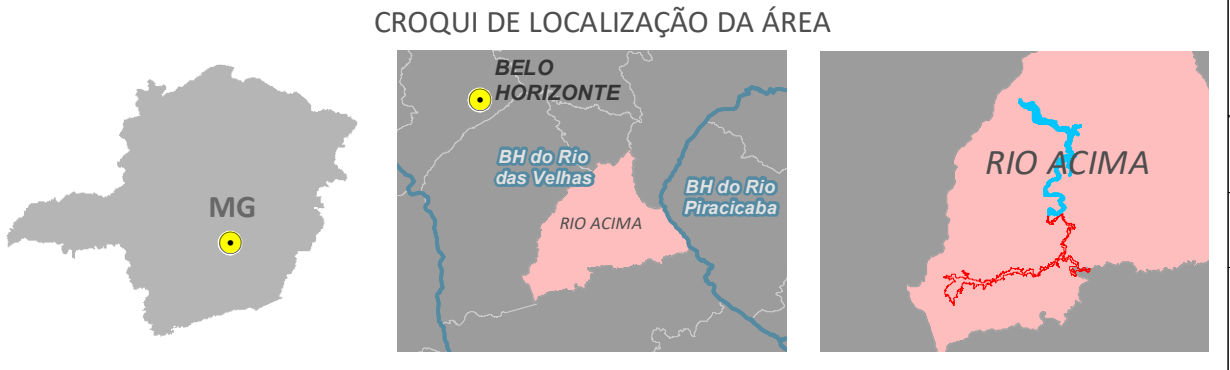 CROQUI DE LOCALIZAÇÃO DA ÁREA
MG
BELO
HORIZONTE
BH do Rio
das Velhas
BH do Rio
Piracicaba
RIO ACIMA
RIO ACIMA